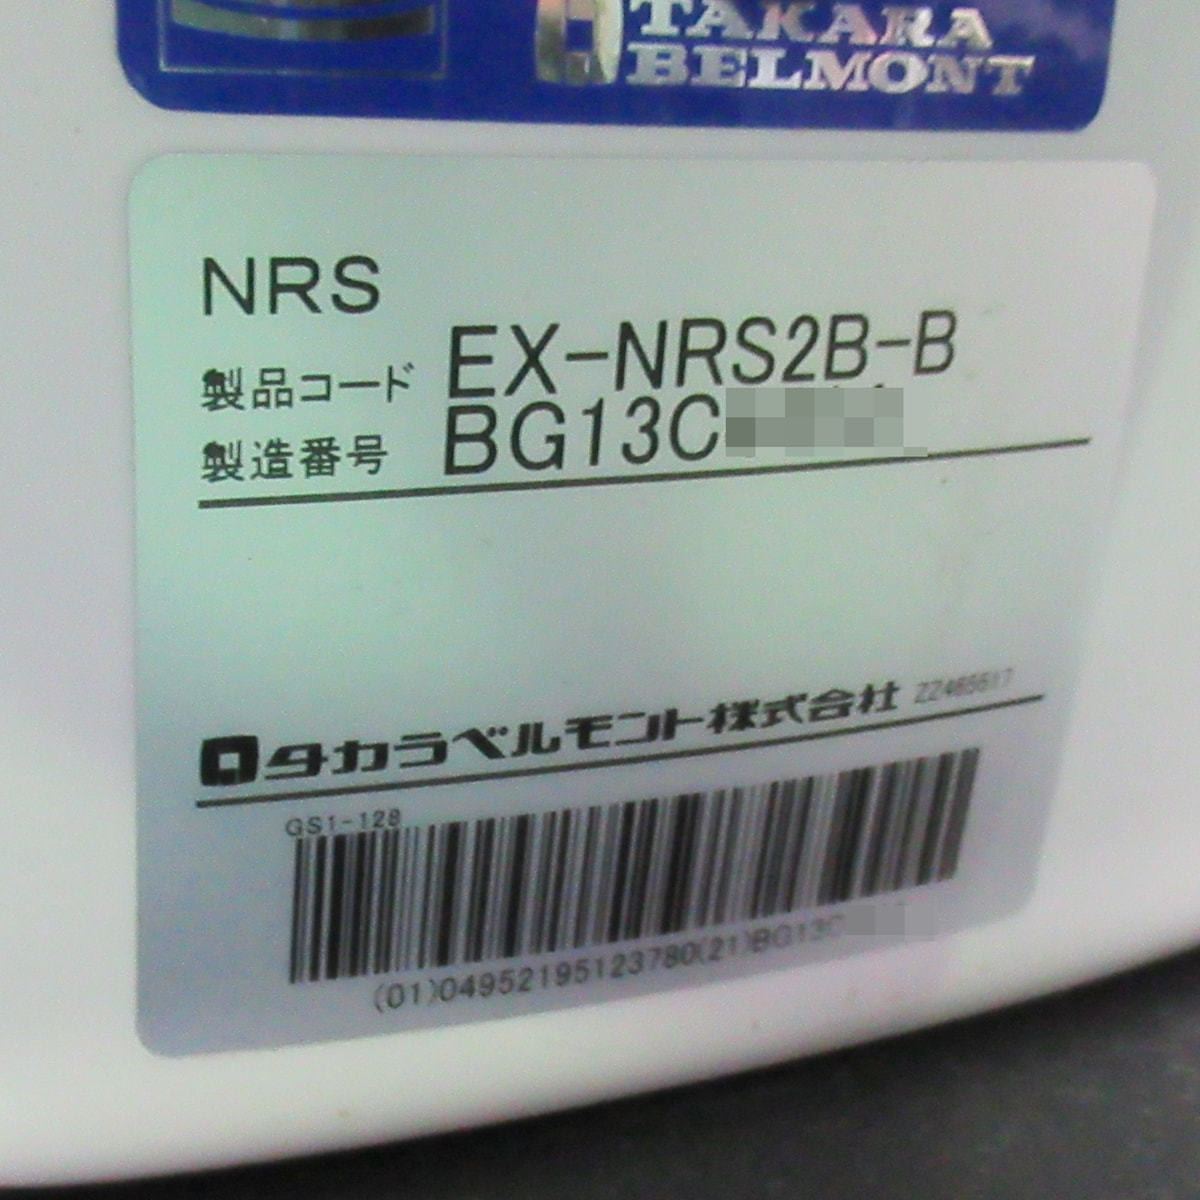 TAKARA
BELMONT
NRS
製品コード EX-NRS2B-B
製造番号 BG13C
タカラベルモント株式会社 ZZ465617
GS1-128
(01)04952195123780(21)BG13C